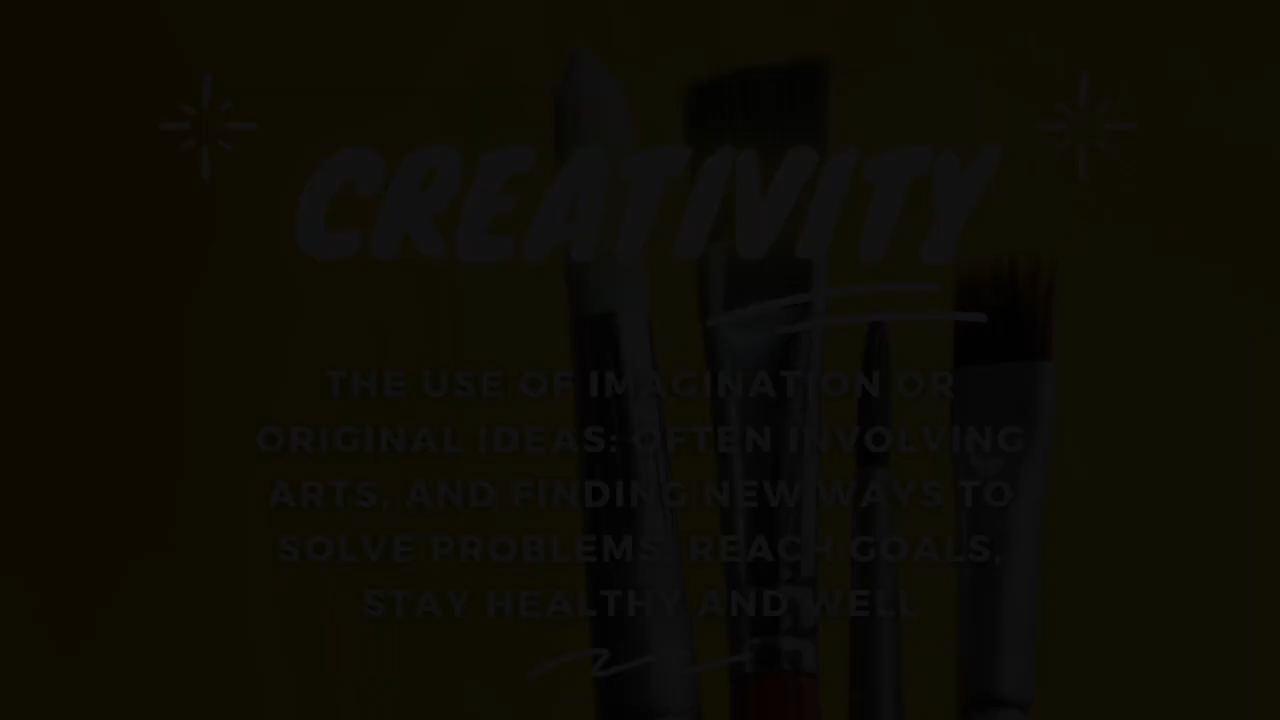 CREATIVITY
THE USE OF IMAGINATION OR
ORIGINAL IDEAS: OFTEN INVOLVING
ARTS, AND FINDING NEW WAYS TO
SOLVE PROBLEMS, REACH GOALS,
STAY HEALTHY AND WELL